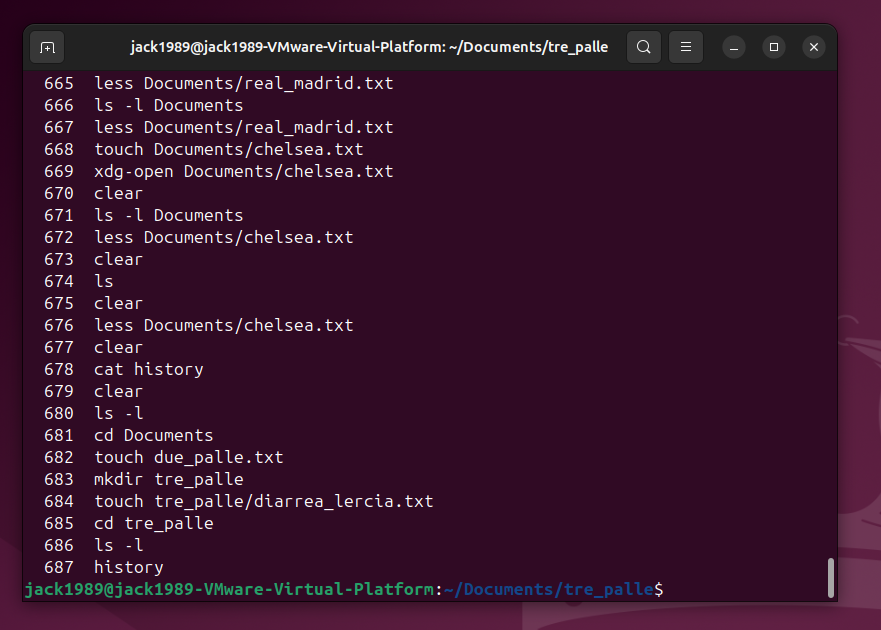 jack1989@jack1989-VMware-Virtual-Platform: ~/Documents/tre_palle
665 less Documents/real_madrid.txt
666 ls -l Documents
667 less Documents/real_madrid.txt
668 touch Documents/chelsea.txt
669 xdg-open Documents/chelsea.txt
670 clear
671 ls -l Documents
672 less Documents/chelsea.txt
673 clear
674 ls
675 clear
676 less Documents/chelsea.txt
677 clear
678 cat history
679 clear
680 ls -l
681 cd Documents
682 touch due_palle.txt
683 mkdir tre_palle
684 touch tre_palle/diarrea_lercia.txt
685 cd tre_palle
686 ls -l
687 history
jack1989@jack1989-VMware-Virtual-Platform:~/Documents/tre_palle$